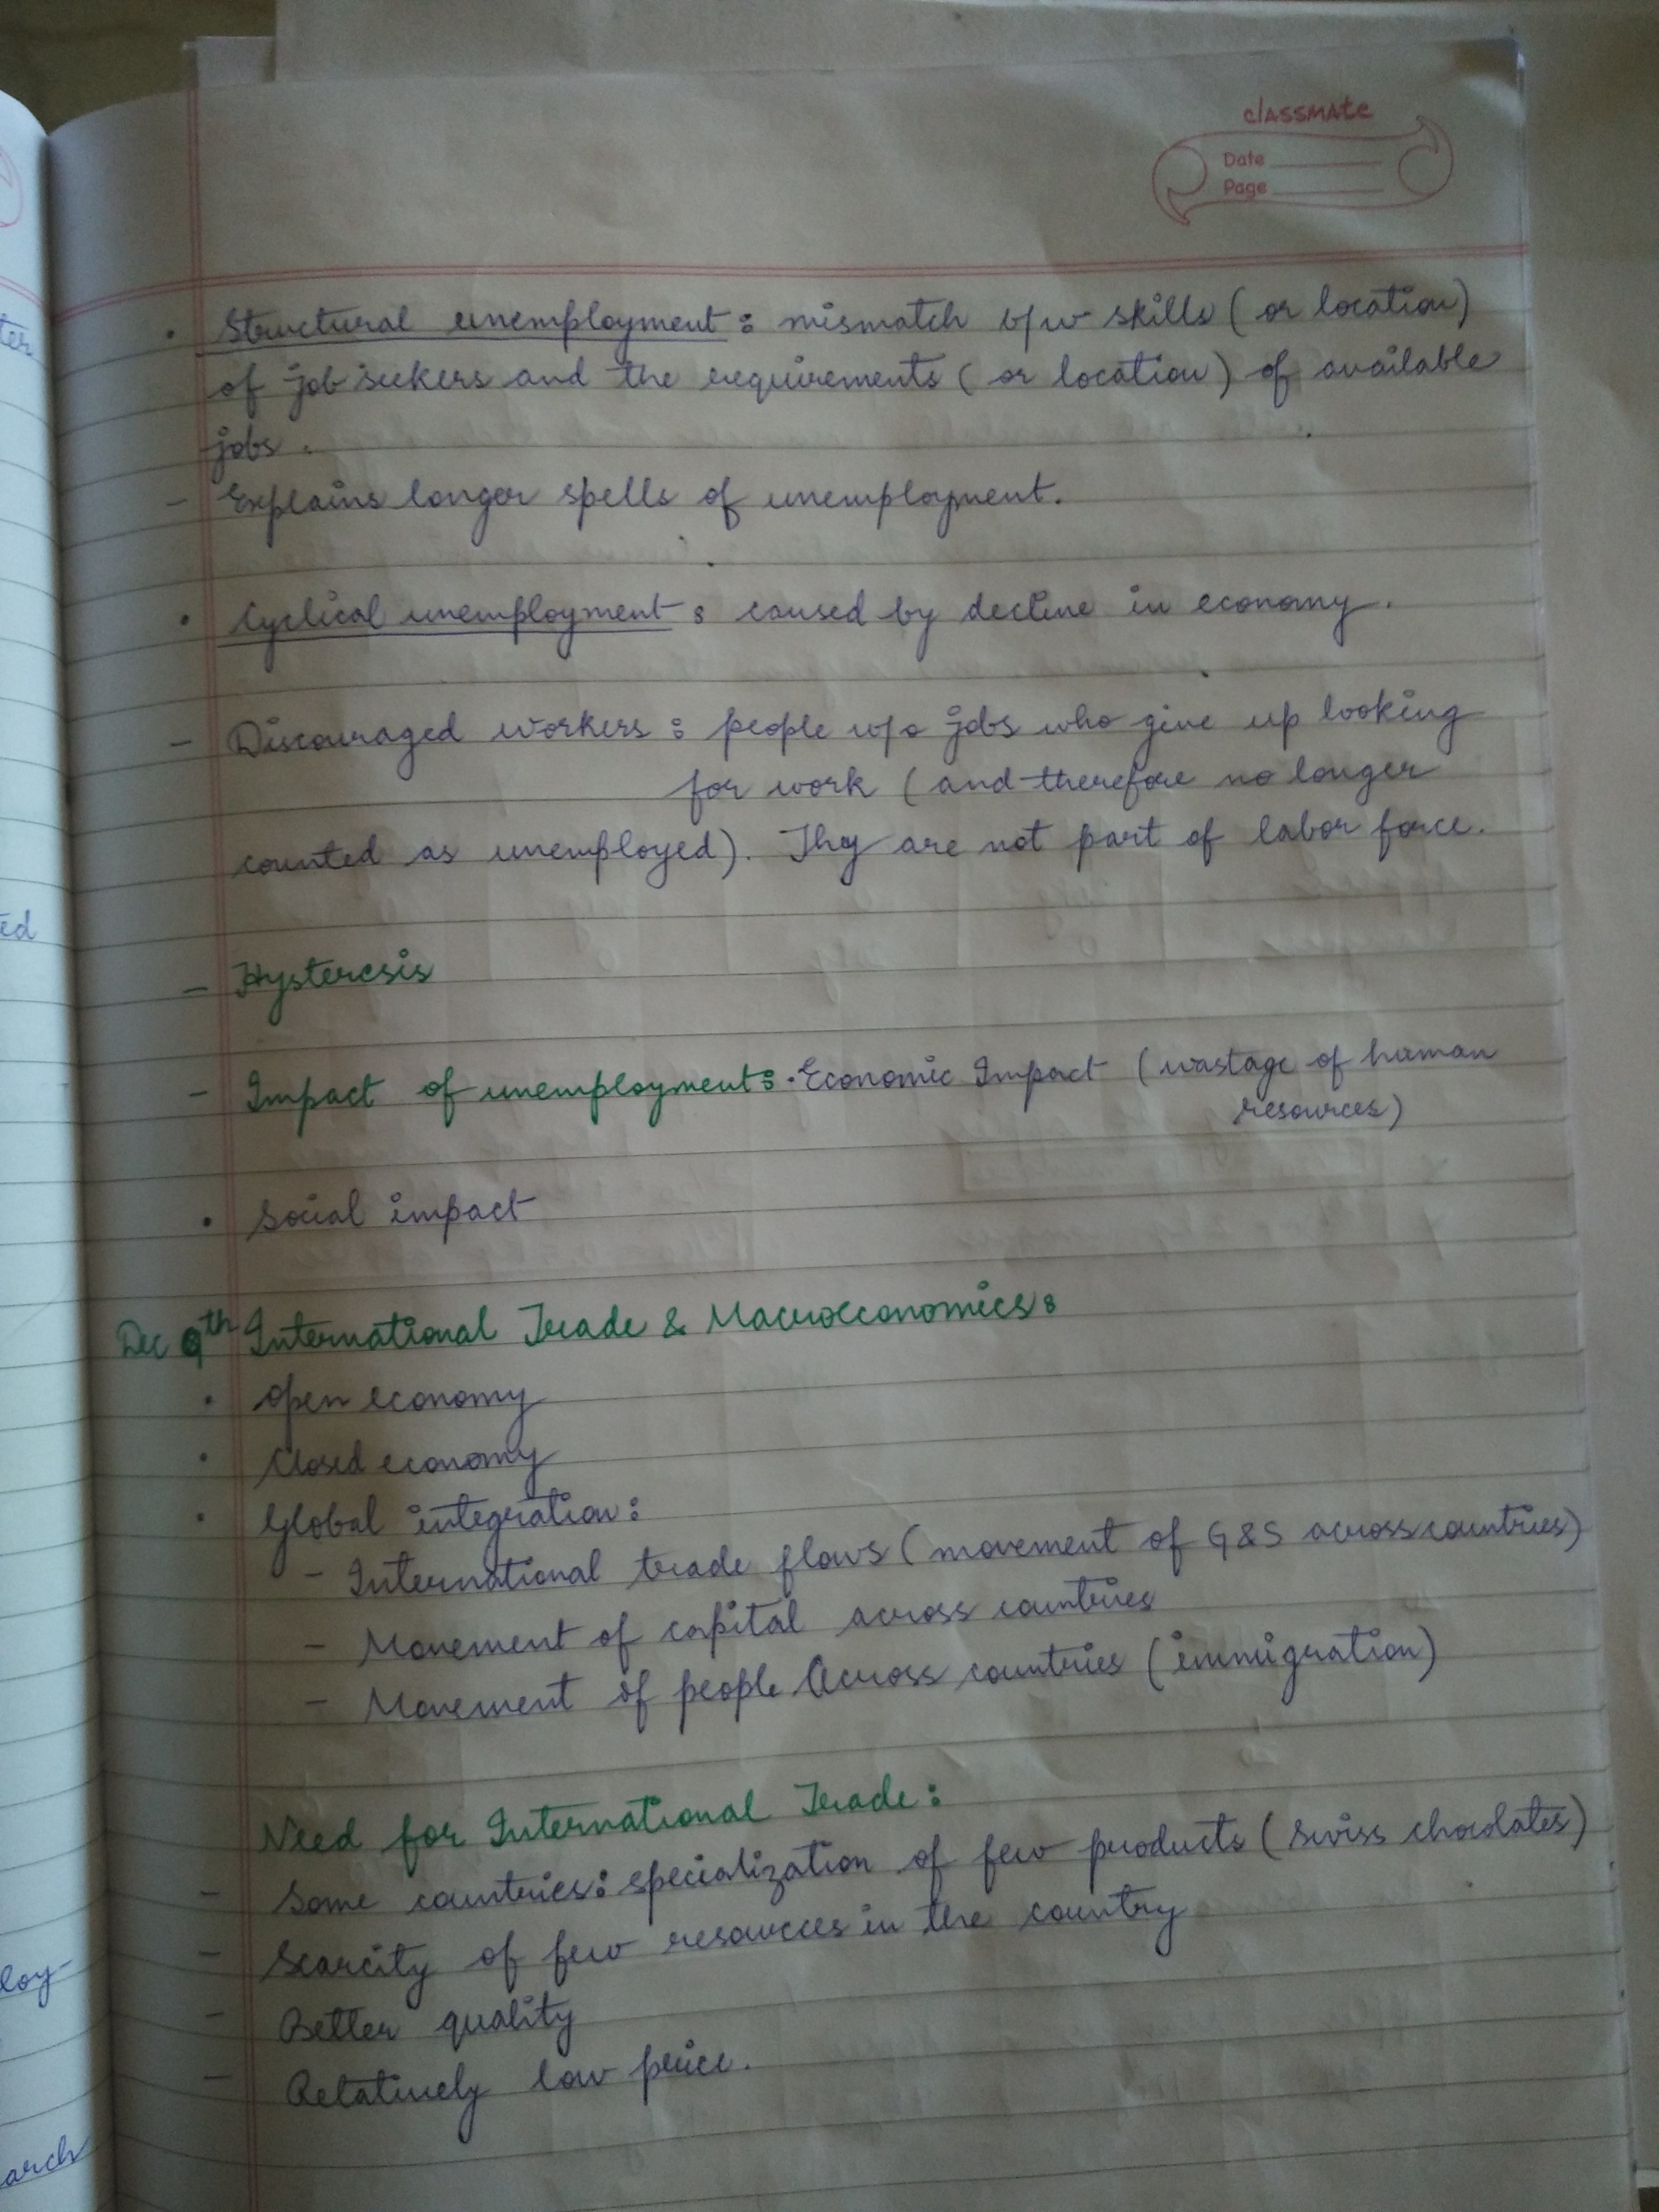 classmate
Date
Page
• Structural unemployment : mismatch b/w skills (or location)
of job seekers and the requirements (or location) of available
jobs.
- Explains longer spells of unemployment.
• Cyclical unemployment : caused by decline in economy.
- Discouraged workers : people w/o jobs who give up looking
for work (and therefore no longer
counted as unemployed). Thy are not part of labor force.
- Hysteresis
- Impact of unemployment: • Economic Impact (wastage of human
resources)
• Social impact
Dec 9th International Trade & Macroeconomics:
• Open economy
• Closed economy
• Global integration:
- International trade flows (movement of G&S across countries)
- Movement of capital across countries
- Movement of people Across countries (immigration)
Need for International Trade:
- Some countries: specialization of few products (Swiss chocolates)
- Scarcity of few resources in the country
- Better quality
- Relatively low price.
ter
ed
loy-
arch